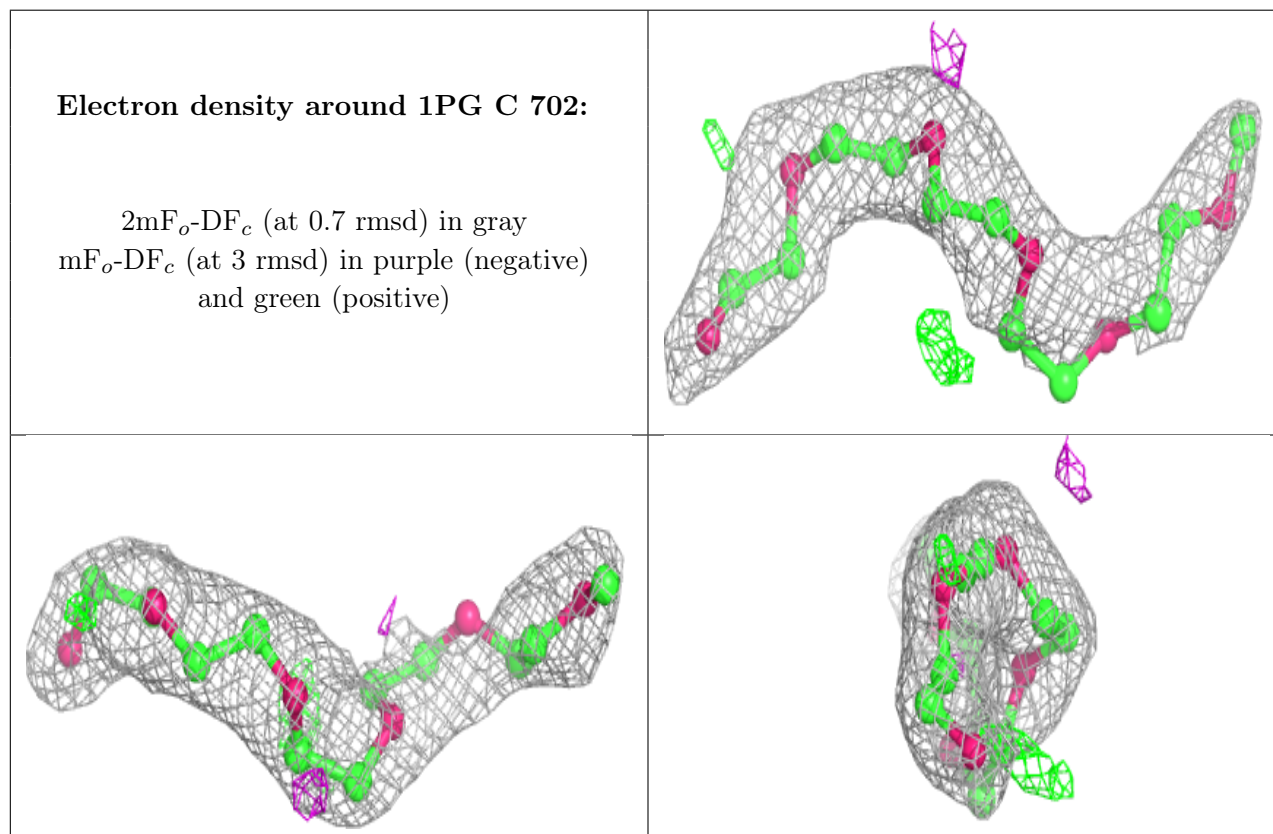 Electron density around 1PG C 702:
2mFo-DFc (at 0.7 rmsd) in gray
mFo-DFc (at 3 rmsd) in purple (negative)
and green (positive)